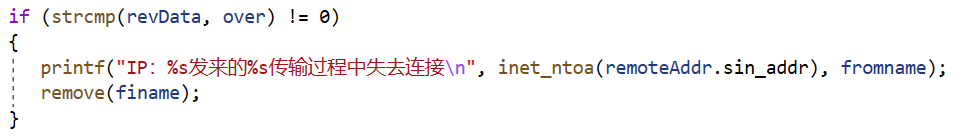 if (strcmp(revData, over) != 0)
{
printf("IP：%s发来的%s传输过程中失去连接\n", inet_ntoa(remoteAddr.sin_addr), fromname);
remove(finame);
}